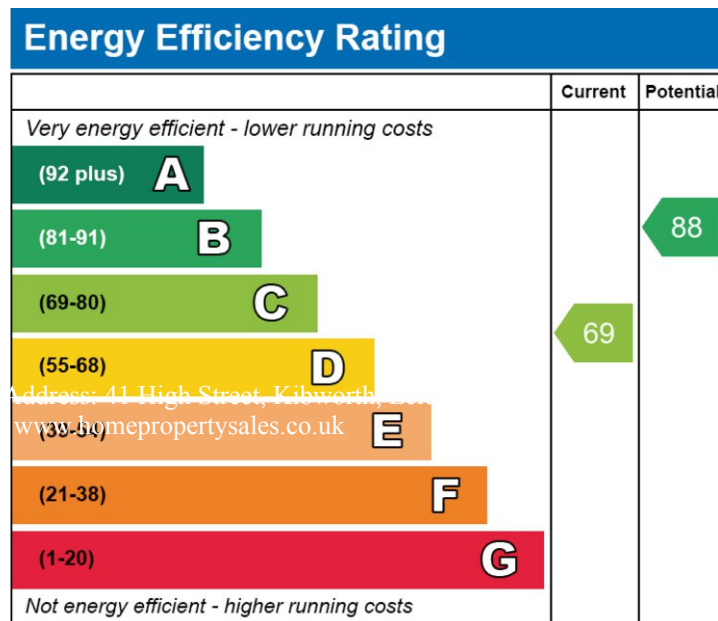 Energy Efficiency Rating
Current Potential
Very energy efficient - lower running costs
(92 plus) A
(81-91) B
88
(69-80) C
69
(55-68) D
Address: 41 High Street, Kibworth,
www.homepropertysales.co.uk
(39-54) E
(21-38) F
(1-20) G
Not energy efficient - higher running costs